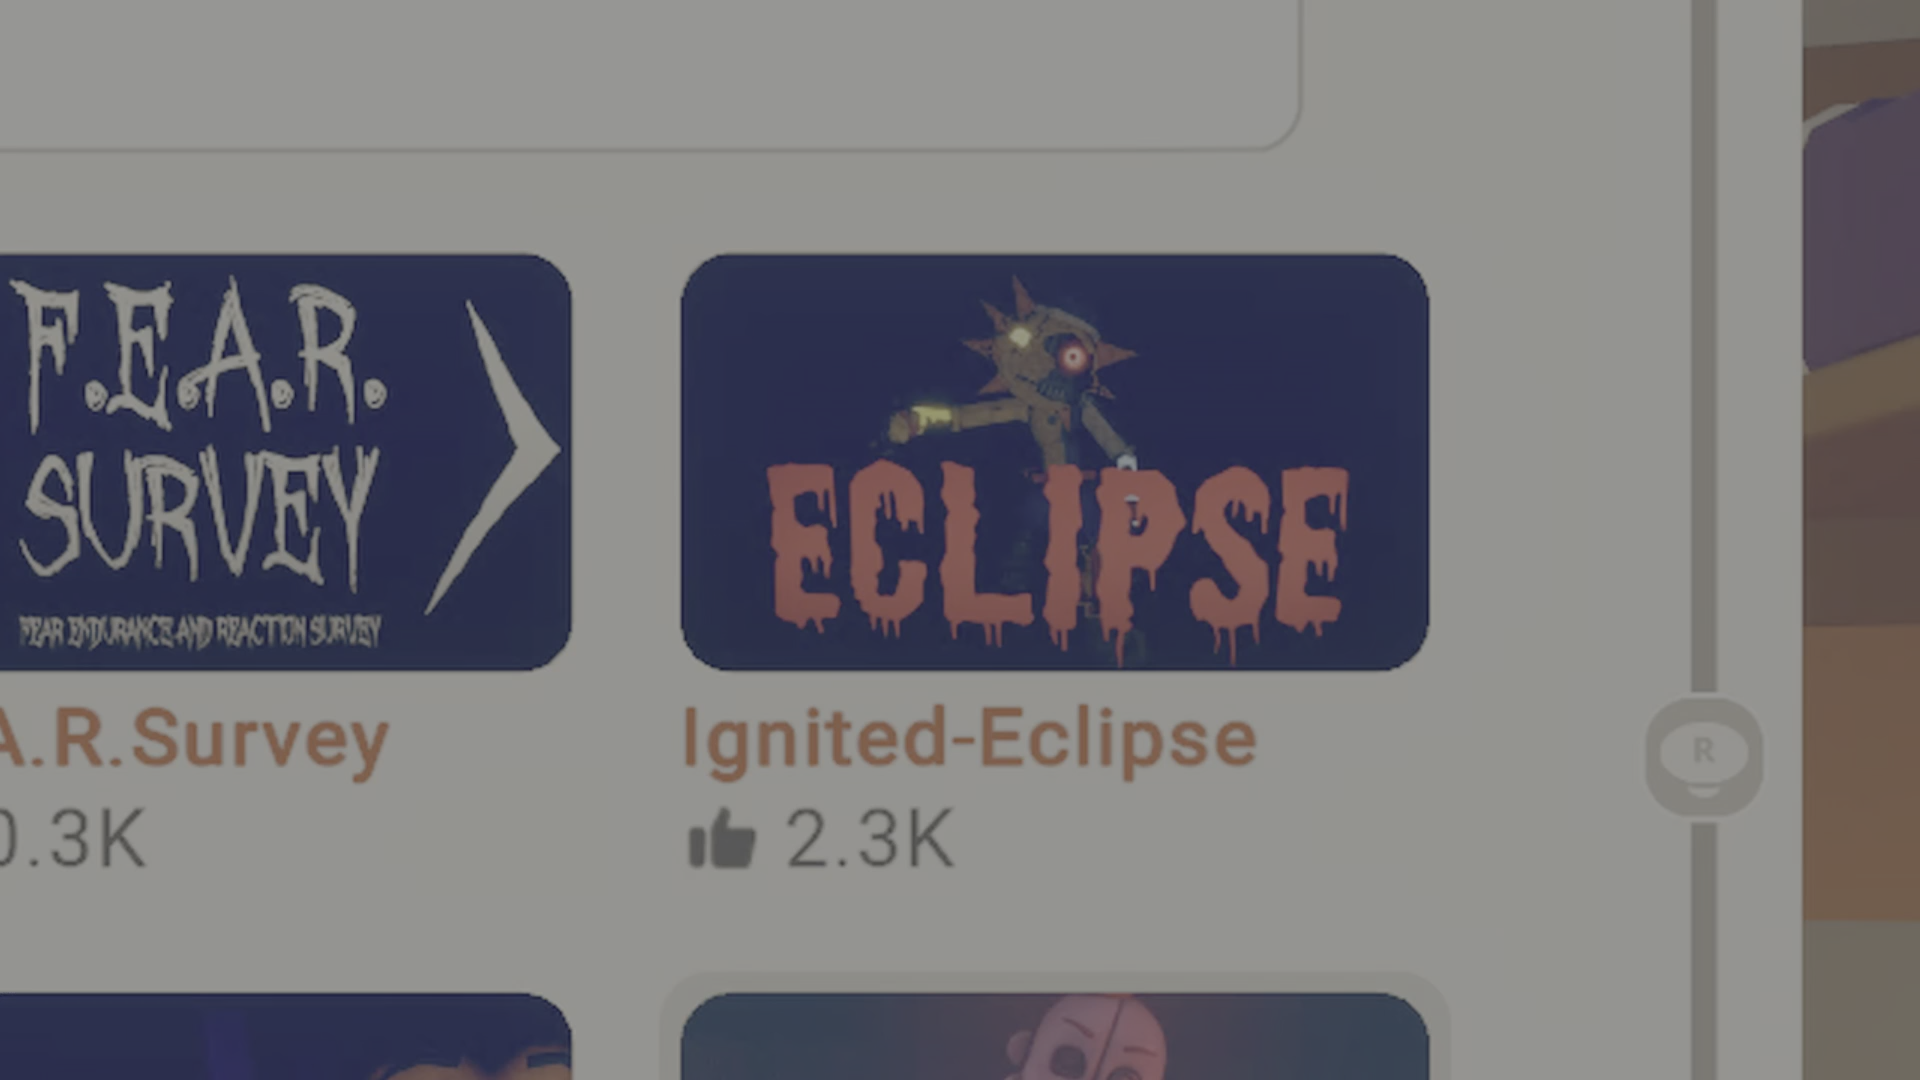 F.E.A.R.
SURVEY
FEAR ENDURANCE AND REACTION SURVEY
ECLIPSE
A.R.Survey
Ignited-Eclipse
0.3K
2.3K
R